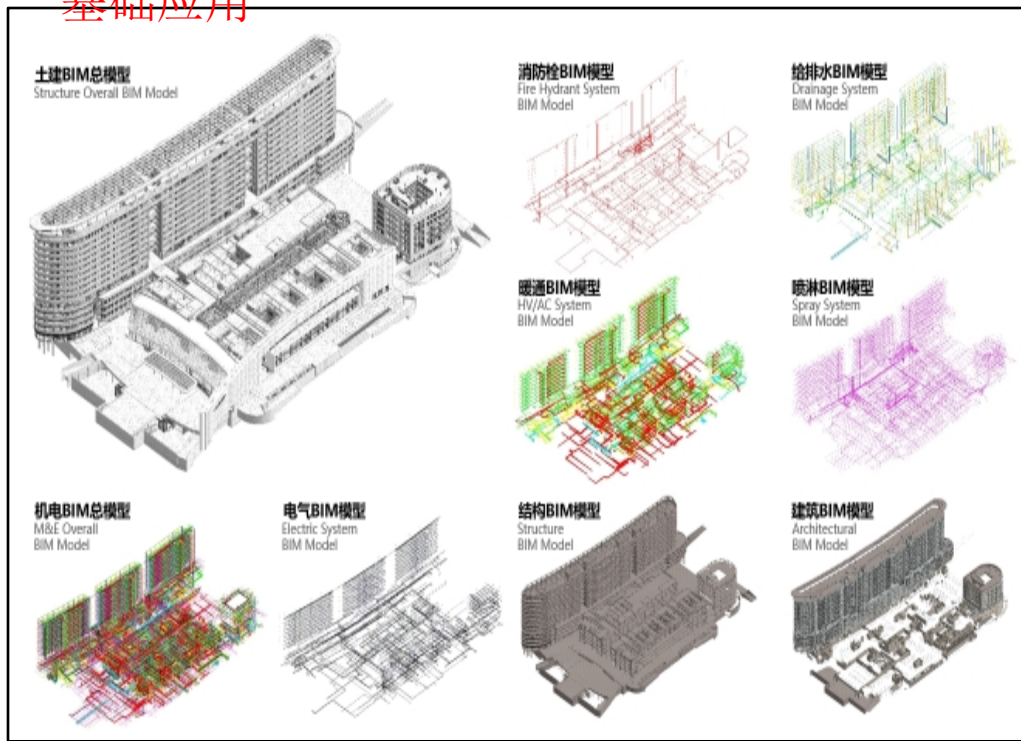 基础应用
土建BIM总模型
Structure Overall BIM Model
消防栓BIM模型
Fire Hydrant System
BIM Model
给排水BIM模型
Drainage System
BIM Model
暖通BIM模型
HV/AC System
BIM Model
喷淋BIM模型
Spray System
BIM Model
机电BIM总模型
M&E Overall
BIM Model
电气BIM模型
Electric System
BIM Model
结构BIM模型
Structure
BIM Model
建筑BIM模型
Architectural
BIM Model